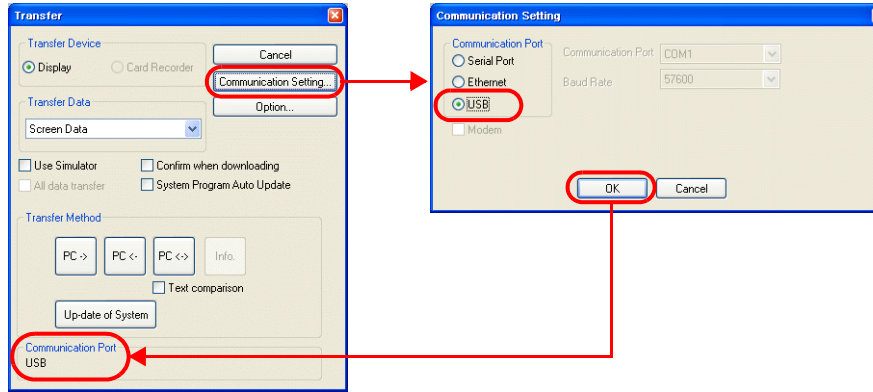 Transfer
Transfer Device
Display
Card Recorder
Cancel
Communication Setting...
Option...
Transfer Data
Screen Data
Use Simulator
Confirm when downloading
All data transfer
System Program Auto Update
Transfer Method
PC ->
PC <-
PC <->
Info.
Text comparison
Up-date of System
Communication Port
USB
Communication Setting
Communication Port
Serial Port
Ethernet
USB
Communication Port
COM1
Baud Rate
57600
Modem
OK
Cancel